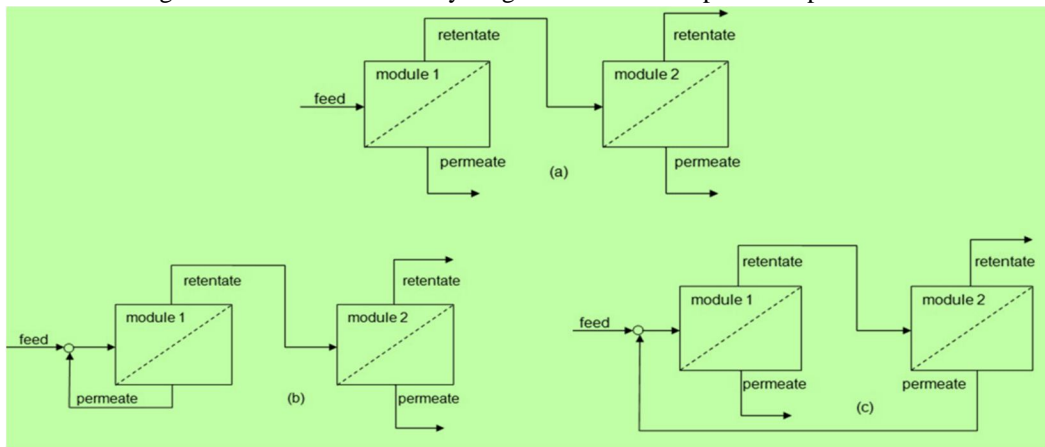 retentate
retentate
module 1
module 2
feed
permeate
permeate
(a)
retentate
retentate
retentate
retentate
module 1
module 2
module 1
module 2
feed
feed
permeate
permeate
permeate
permeate
(b)
(c)